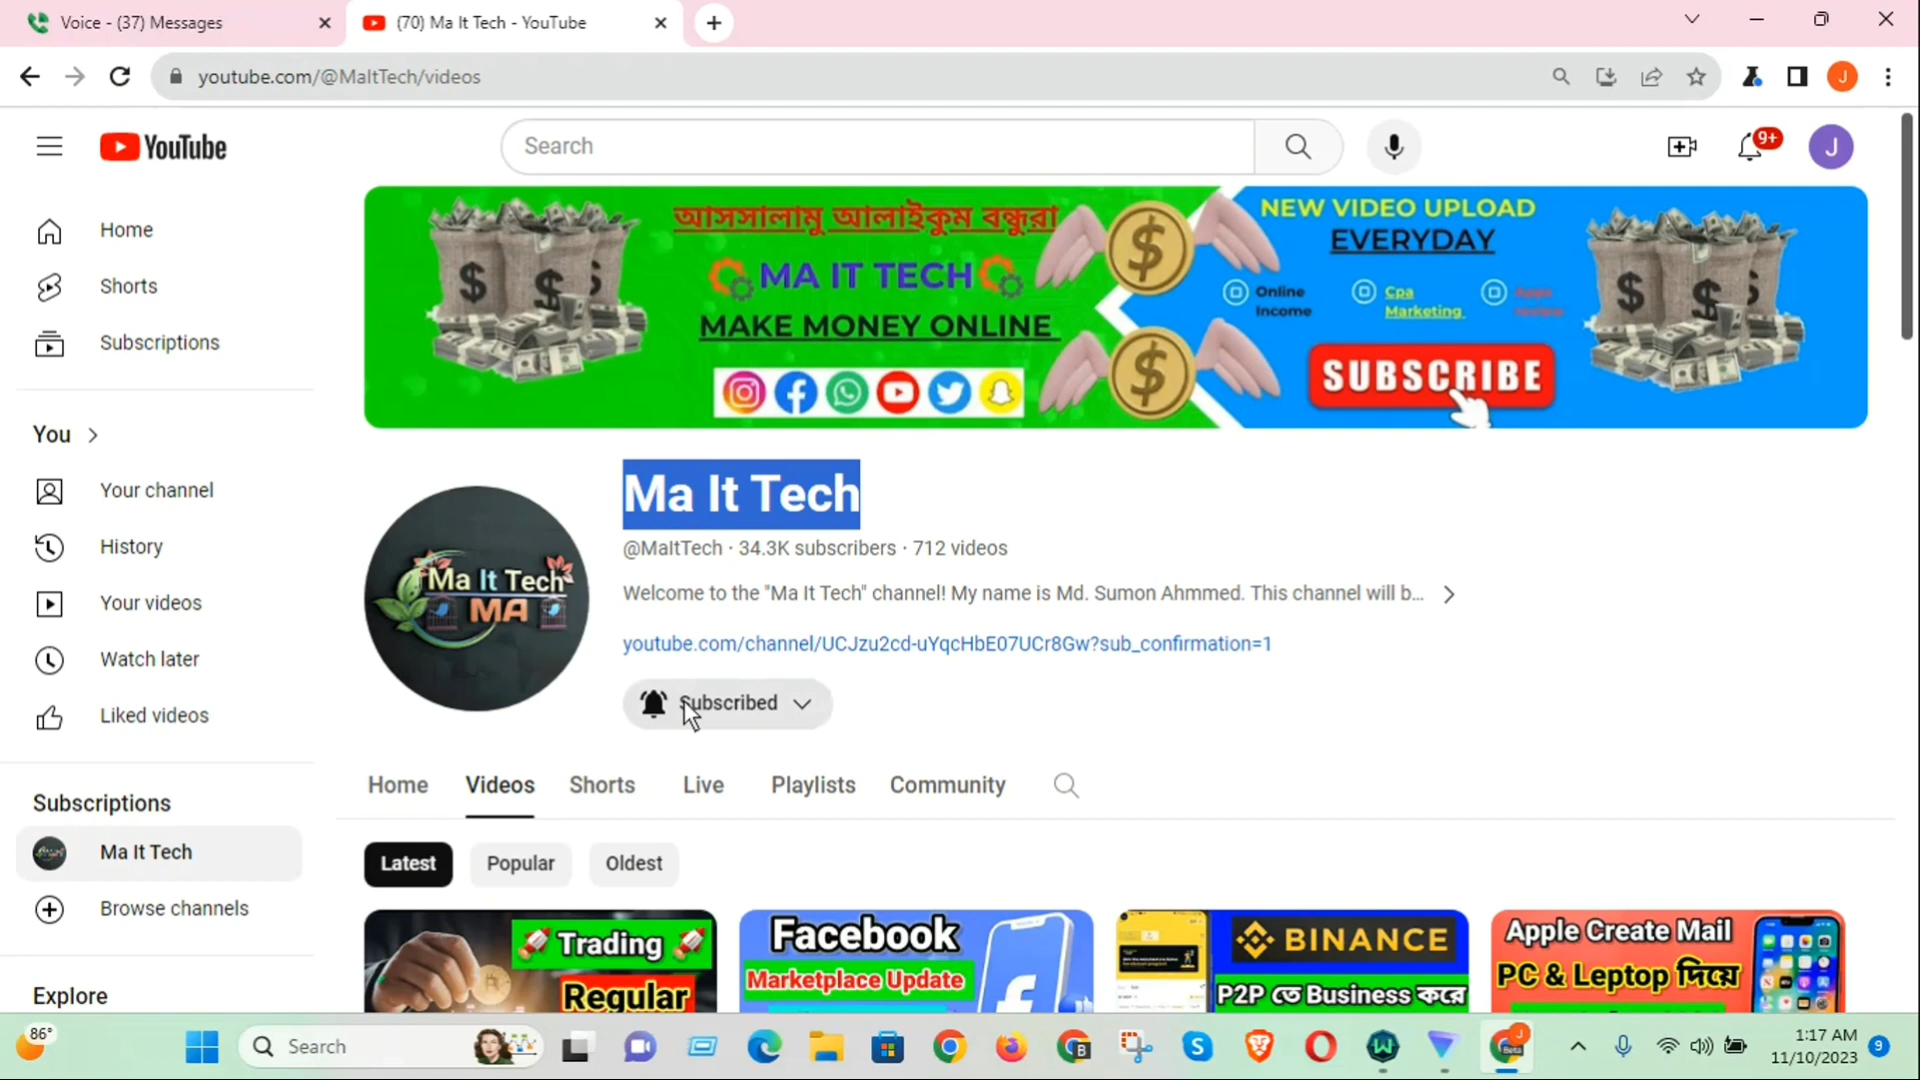 Voice - (37) Messages
(70) Ma It Tech - YouTube
youtube.com/@MaItTech/videos
J
YouTube
Search
9+
J
Home
Shorts
Subscriptions
You
Your channel
History
Your videos
Watch later
Liked videos
Subscriptions
Ma It Tech
Browse channels
Explore
আসসালামু আলাইকুম বন্ধুরা
MA IT TECH
MAKE MONEY ONLINE
NEW VIDEO UPLOAD
EVERYDAY
Online
Income
Cpa
Marketing
SUBSCRIBE
Ma It Tech
MA
Ma It Tech
@MaItTech · 34.3K subscribers · 712 videos
Welcome to the "Ma It Tech" channel! My name is Md. Sumon Ahmmed. This channel will b...
youtube.com/channel/UCJzu2cd-uYqcHbE07UCr8Gw?sub_confirmation=1
Subscribed
Home Videos Shorts Live Playlists Community
Latest Popular Oldest
Trading
Regular
Facebook
Marketplace Update
BINANCE
P2P তে Business করে
Apple Create Mail
PC & Leptop দিয়ে
86°
Search
1:17 AM
11/10/2023
9